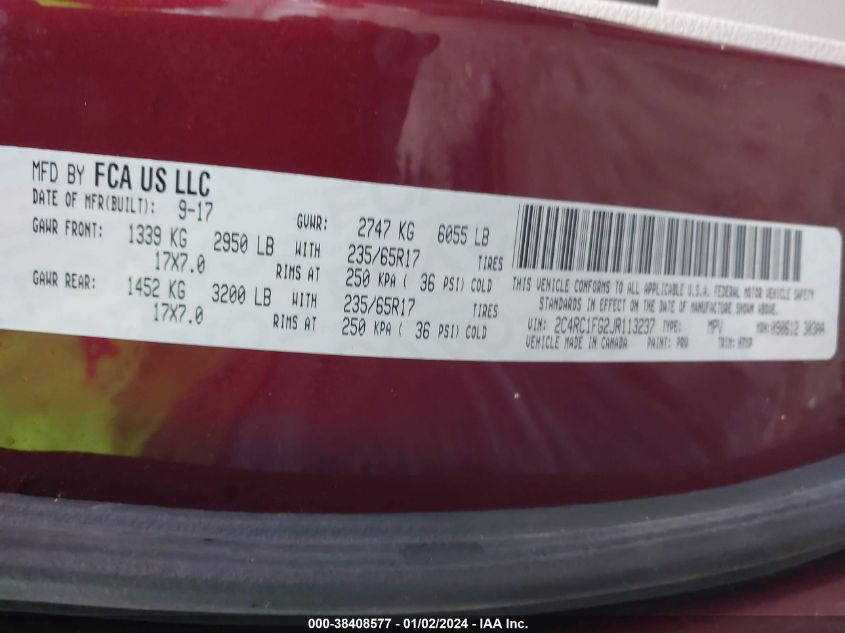 MFD BY FCA US LLC
DATE OF MFR(BUILT): 9-17 GVWR: 2747 KG 6055 LB
GAWR FRONT: 1339 KG 2950 LB WITH 235/65R17 TIRES
17X7.0 RIMS AT 250 KPA ( 36 PSI) COLD
GAWR REAR: 1452 KG 3200 LB WITH 235/65R17 TIRES
17X7.0 RIMS AT 250 KPA ( 36 PSI) COLD
THIS VEHICLE CONFORMS TO ALL APPLICABLE U.S.A. FEDERAL MOTOR VEHICLE SAFETY
STANDARDS IN EFFECT ON THE DATE OF MANUFACTURE SHOWN ABOVE.
VIN: 2C4RC1FG2JR113237 TYPE: MPV MDH: 090612 303AA
VEHICLE MADE IN CANADA PAINT: PRV TRIM:
000-38408577 - 01/02/2024 - IAA Inc.